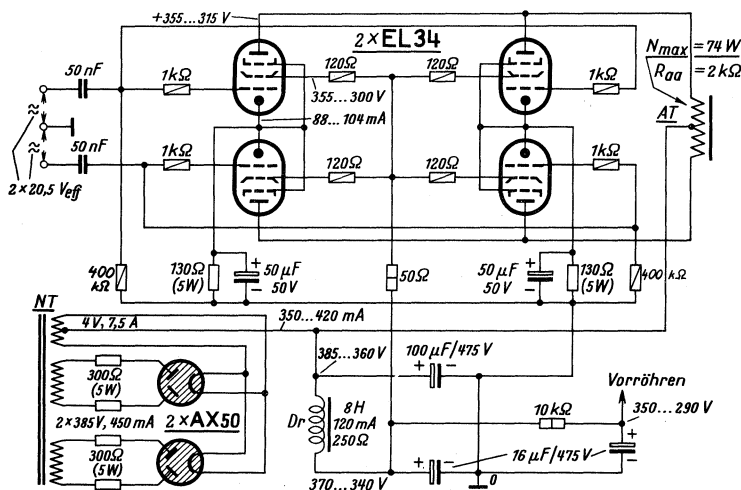 +355...315 V
2×EL34
Nmax = 74 W
Raa = 2 kΩ
50 nF
1kΩ
120Ω
120Ω
1kΩ
355...300 V
AT
≈
88...104 mA
≈
50 nF
1kΩ
120Ω
120Ω
1kΩ
2×20,5 Veff
400 kΩ
130Ω (5W)
+
−
50 µF 50V
50Ω
50 µF 50V
+
−
130Ω (5W)
400 kΩ
NT
4V, 7,5 A
350...420 mA
385...360 V
100 µF/475 V
+ −
300Ω (5W)
2×AX50
2×385V, 450 mA
Dr
8H
120 mA
250Ω
Vorröhren
10 kΩ
350...290 V
300Ω (5W)
+ −
16 µF/475 V
+
−
370...340 V
0